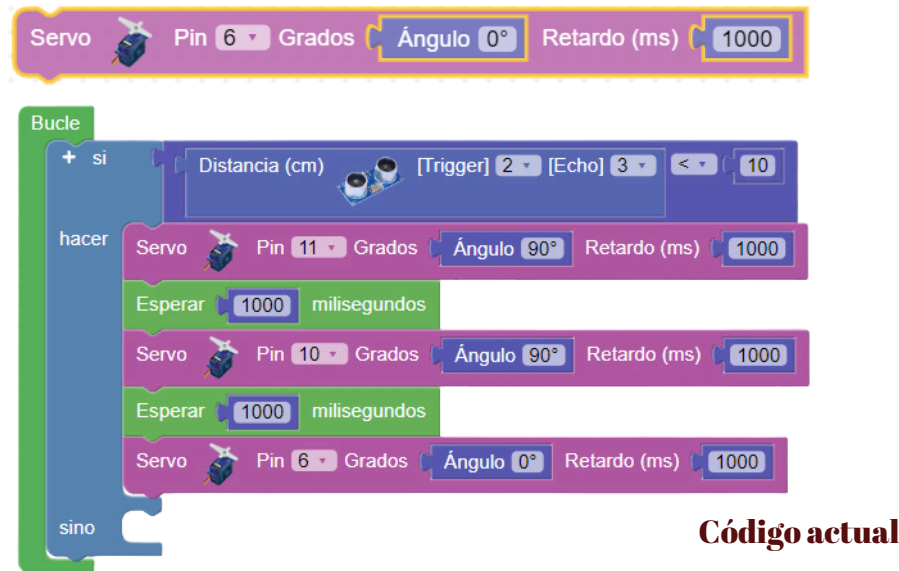 Servo Pin 6 Grados Ángulo 0° Retardo (ms) 1000
Bucle
+ si Distancia (cm) [Trigger] 2 [Echo] 3 < 10
hacer Servo Pin 11 Grados Ángulo 90° Retardo (ms) 1000
Esperar 1000 milisegundos
Servo Pin 10 Grados Ángulo 90° Retardo (ms) 1000
Esperar 1000 milisegundos
Servo Pin 6 Grados Ángulo 0° Retardo (ms) 1000
sino
Código actual